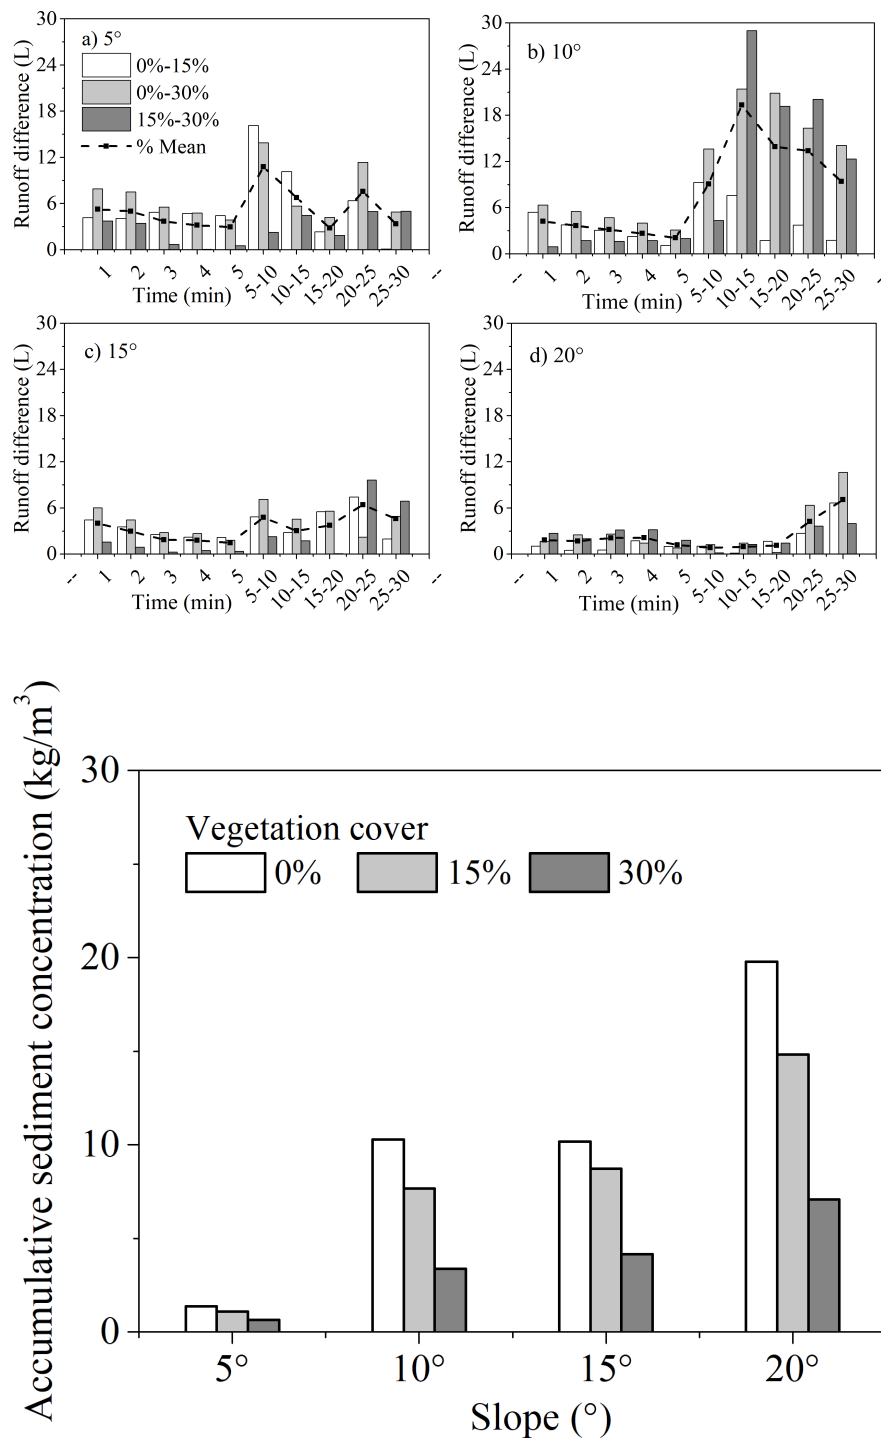 a) 5°
0%-15%
0%-30%
15%-30%
% Mean
Runoff difference (L)
30
24
18
12
6
0
1 2 3 4 5 5-10 10-15 15-20 20-25 25-30 --
Time (min)
b) 10°
Runoff difference (L)
30
24
18
12
6
0
-- 1 2 3 4 5 5-10 10-15 15-20 20-25 25-30 --
Time (min)
c) 15°
Runoff difference (L)
30
24
18
12
6
0
-- 1 2 3 4 5 5-10 10-15 15-20 20-25 25-30 --
Time (min)
d) 20°
Runoff difference (L)
30
24
18
12
6
0
-- 1 2 3 4 5 5-10 10-15 15-20 20-25 25-30
Time (min)
Accumulative sediment concentration (kg/m³)
30
20
10
0
Vegetation cover
0% 15% 30%
5° 10° 15° 20°
Slope (°)